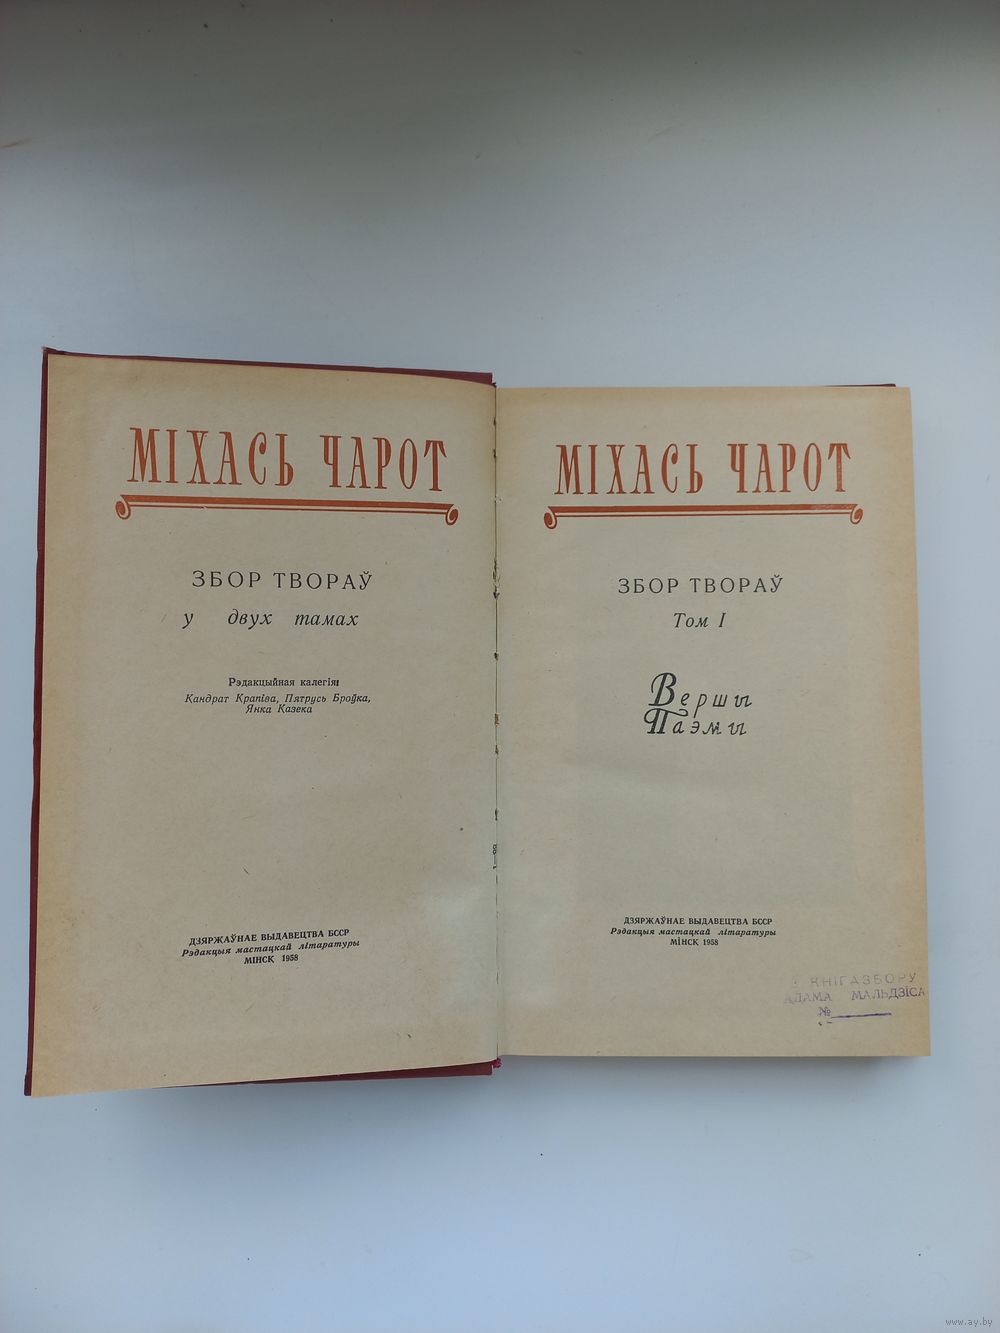 МІХАСЬ ЧАРОТ
ЗБОР ТВОРАЎ
у двух тамах
Рэдакцыйная калегія:
Кандрат Крапіва, Пятрусь Броўка,
Янка Казека
ДЗЯРЖАЎНАЕ ВЫДАВЕЦТВА БССР
Рэдакцыя мастацкай літаратуры
МІНСК 1958
МІХАСЬ ЧАРОТ
ЗБОР ТВОРАЎ
Том I
Вершы
Паэмы
ДЗЯРЖАЎНАЕ ВЫДАВЕЦТВА БССР
Рэдакцыя мастацкай літаратуры
МІНСК 1958
КНІГАЗБОРУ
АДАМА МАЛЬДЗІСА
№
www.ay.by